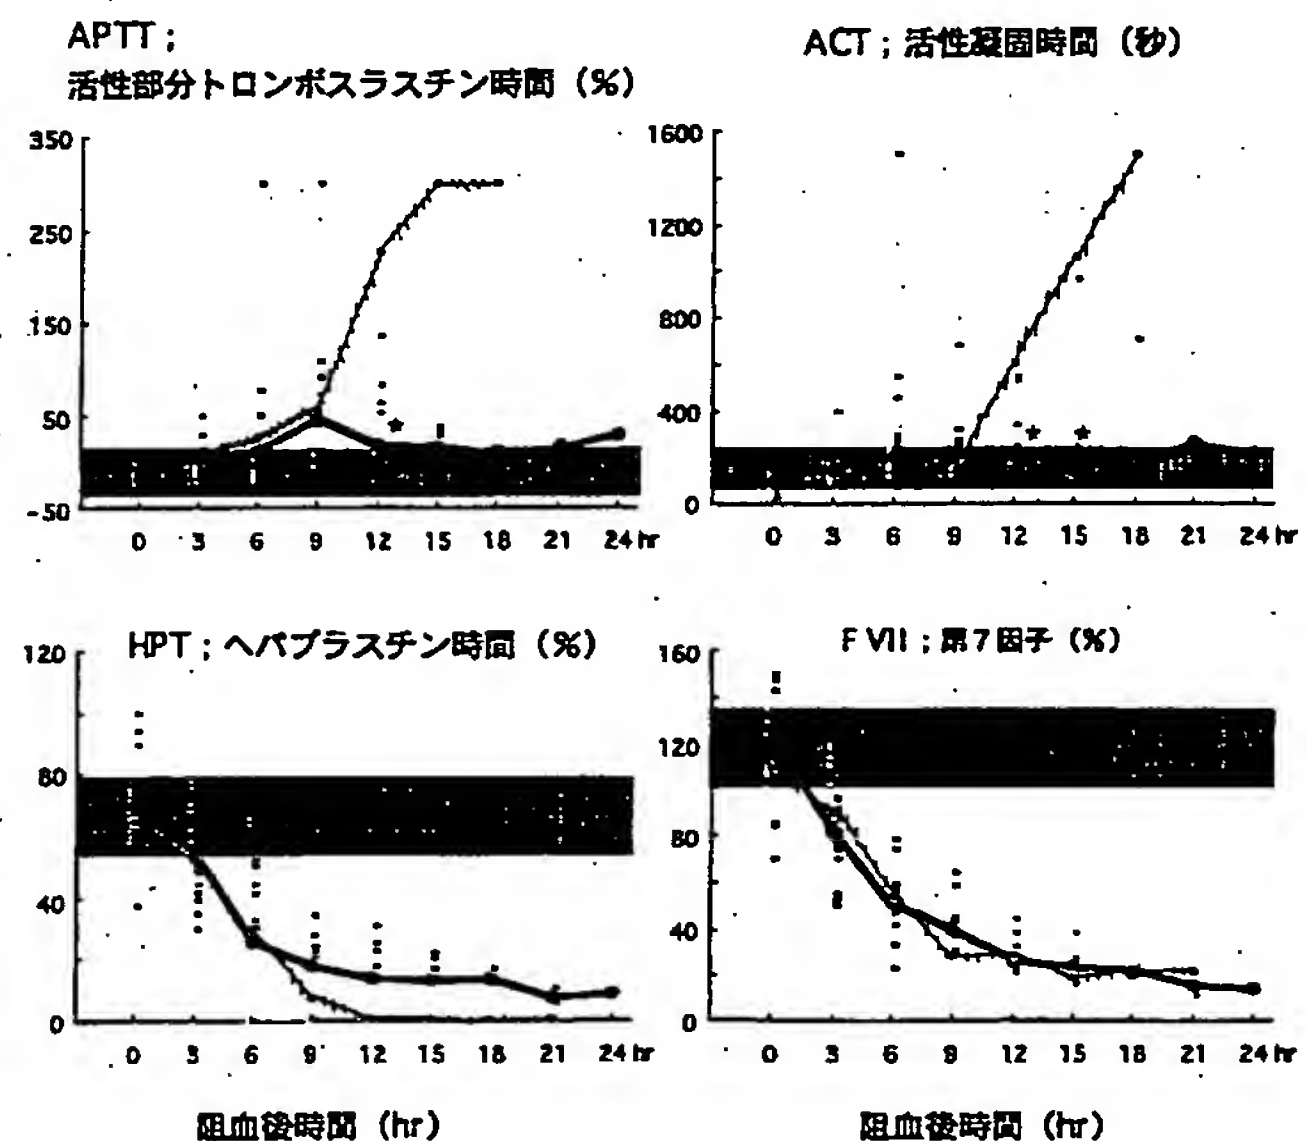 APTT；
活性部分トロンボスラスチン時間（%）
350
250
150
50
-50
0 3 6 9 12 15 18 21 24 hr
ACT；活性凝固時間（秒）
1600
1200
800
400
0
0 3 6 9 12 15 18 21 24 hr
HPT；ヘパプラスチン時間（%）
120
80
40
0
0 3 6 9 12 15 18 21 24 hr
阻血後時間（hr）
F VII；第7因子（%）
160
120
80
40
0
0 3 6 9 12 15 18 21 24 hr
阻血後時間（hr）